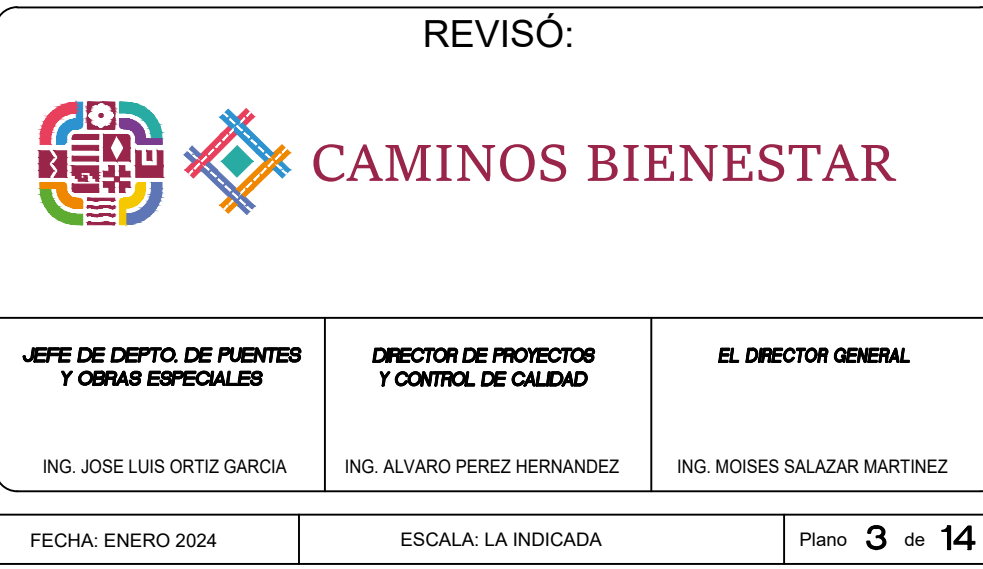 REVISÓ:
CAMINOS BIENESTAR
JEFE DE DEPTO. DE PUENTES
Y OBRAS ESPECIALES
ING. JOSE LUIS ORTIZ GARCIA
DIRECTOR DE PROYECTOS
Y CONTROL DE CALIDAD
ING. ALVARO PEREZ HERNANDEZ
EL DIRECTOR GENERAL
ING. MOISES SALAZAR MARTINEZ
FECHA: ENERO 2024
ESCALA: LA INDICADA
Plano 3 de 14